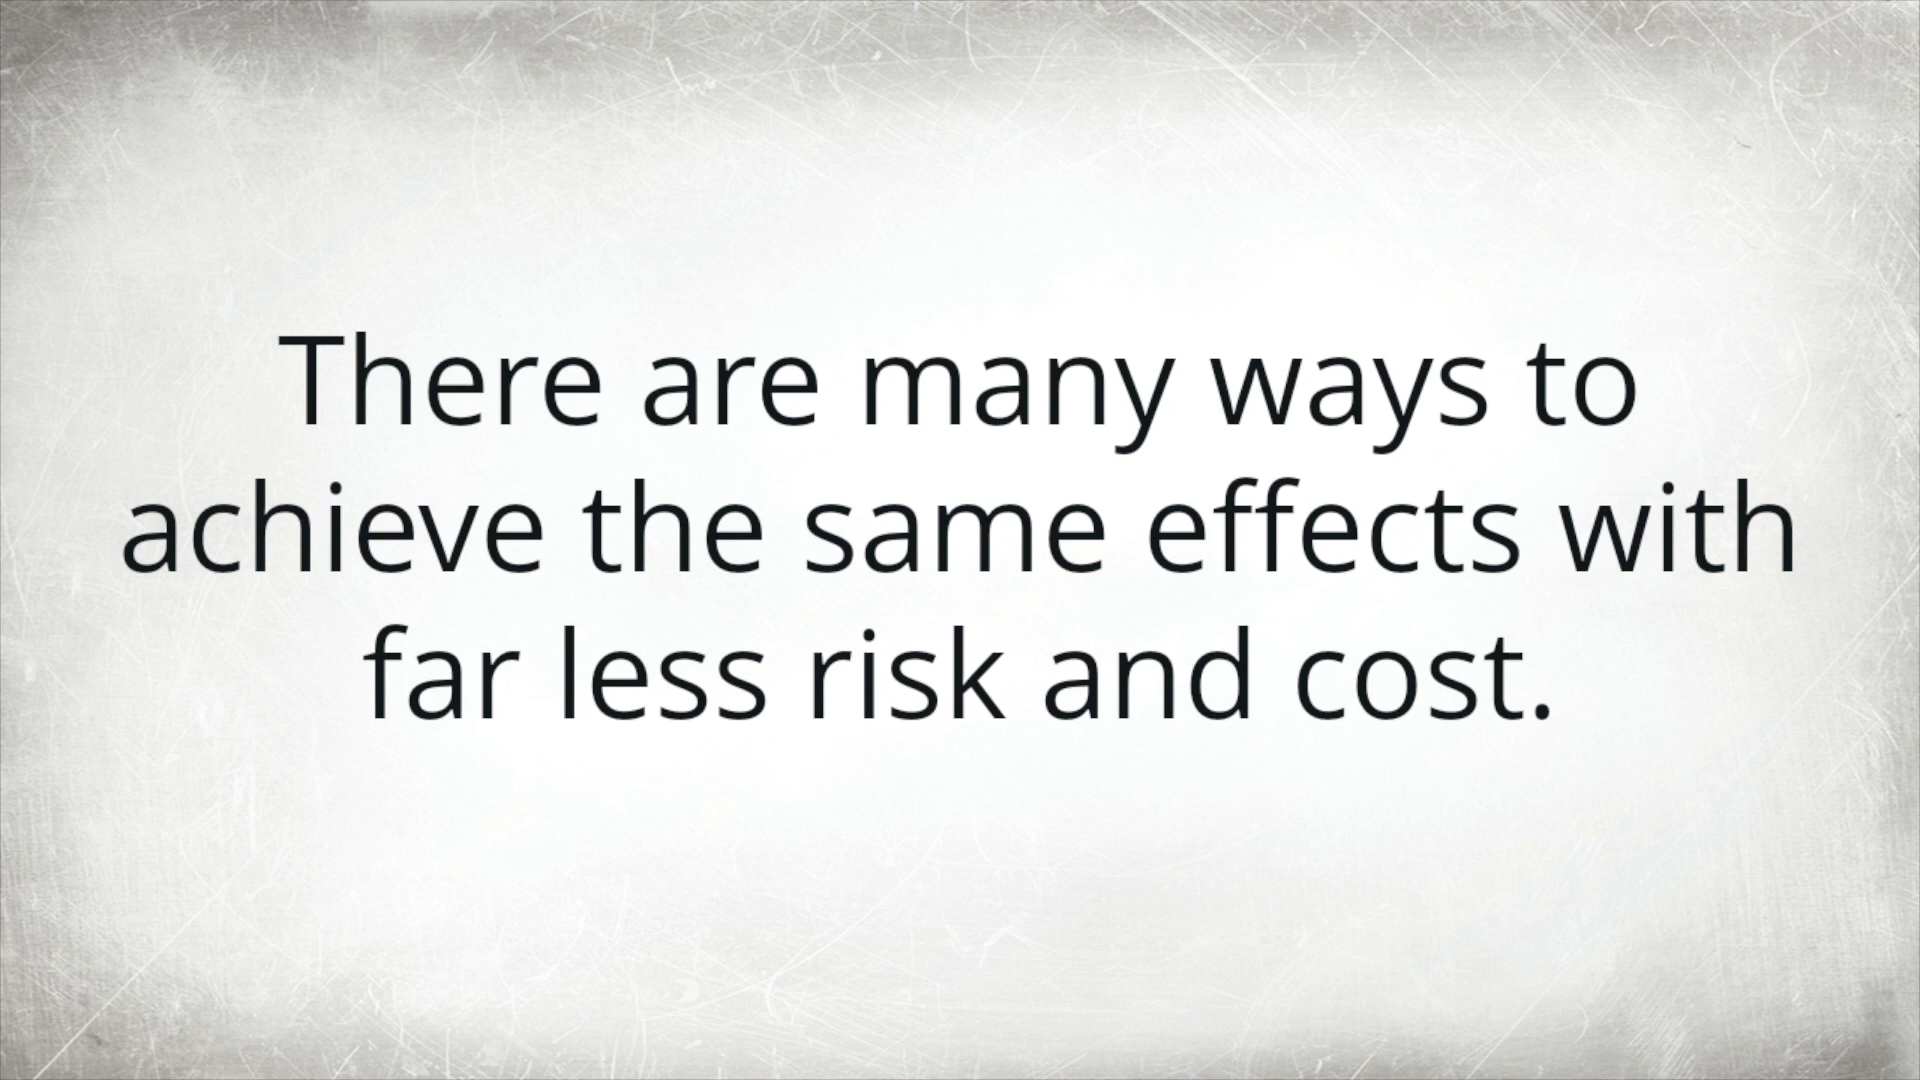 There are many ways to
achieve the same effects with
far less risk and cost.